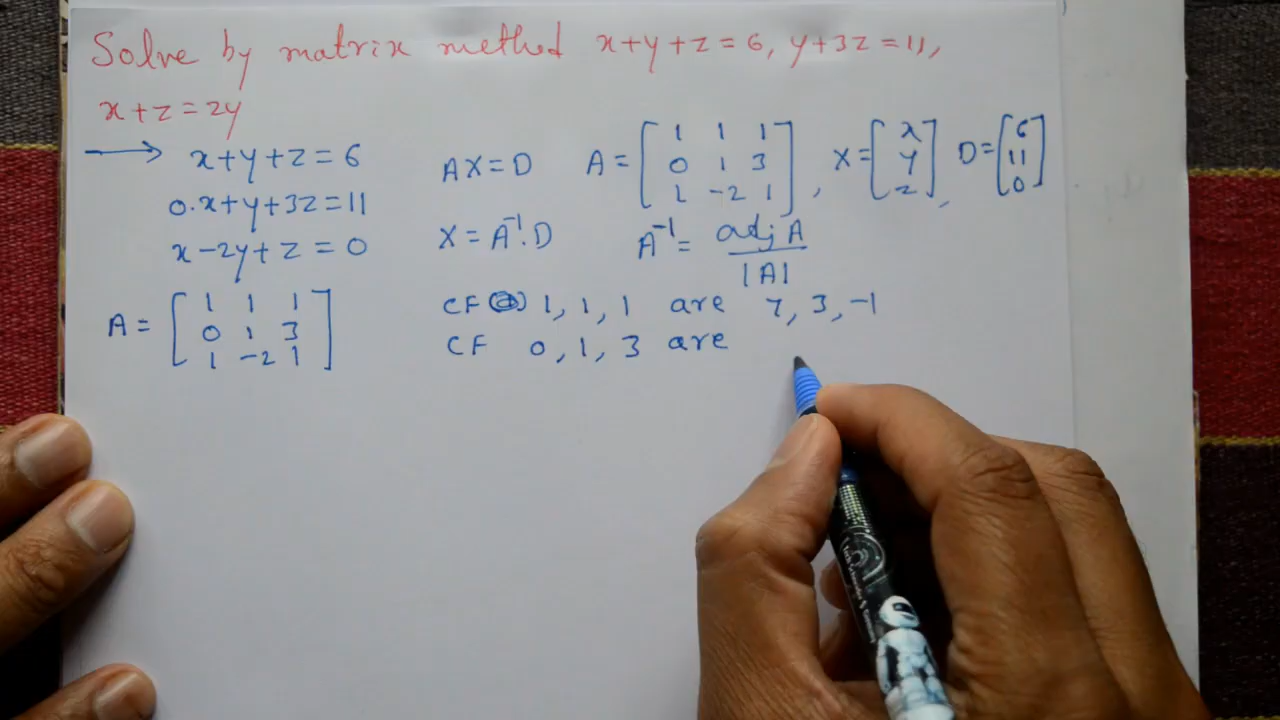 Solve by matrix method x+y+z=6, y+3z=11,
x+z=2y
→ x+y+z=6
0.x+y+3z=11
x-2y+z=0
AX=D
A=[1 1 1
0 1 3
1 -2 1], X=[x
y
z], D=[6
11
0]
X=A⁻¹.D
A⁻¹= adj A
|A|
A=[1 1 1
0 1 3
1 -2 1]
CF 1, 1, 1 are 7, 3, -1
CF 0, 1, 3 are